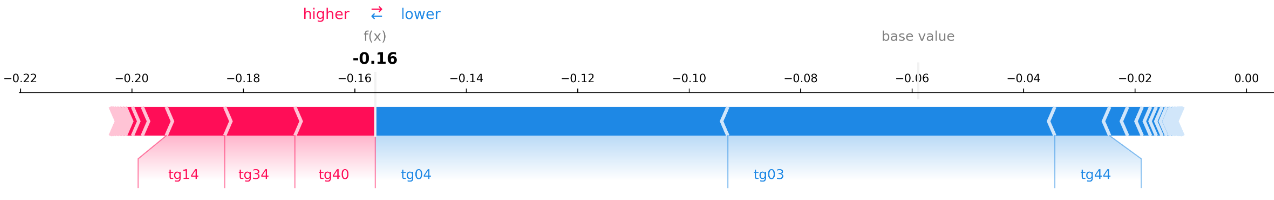 higher ⇄ lower
f(x) base value
-0.16
−0.22 −0.20 −0.18 −0.16 −0.14 −0.12 −0.10 −0.08 −0.06 −0.04 −0.02 0.00
tg14 tg34 tg40 tg04 tg03 tg44